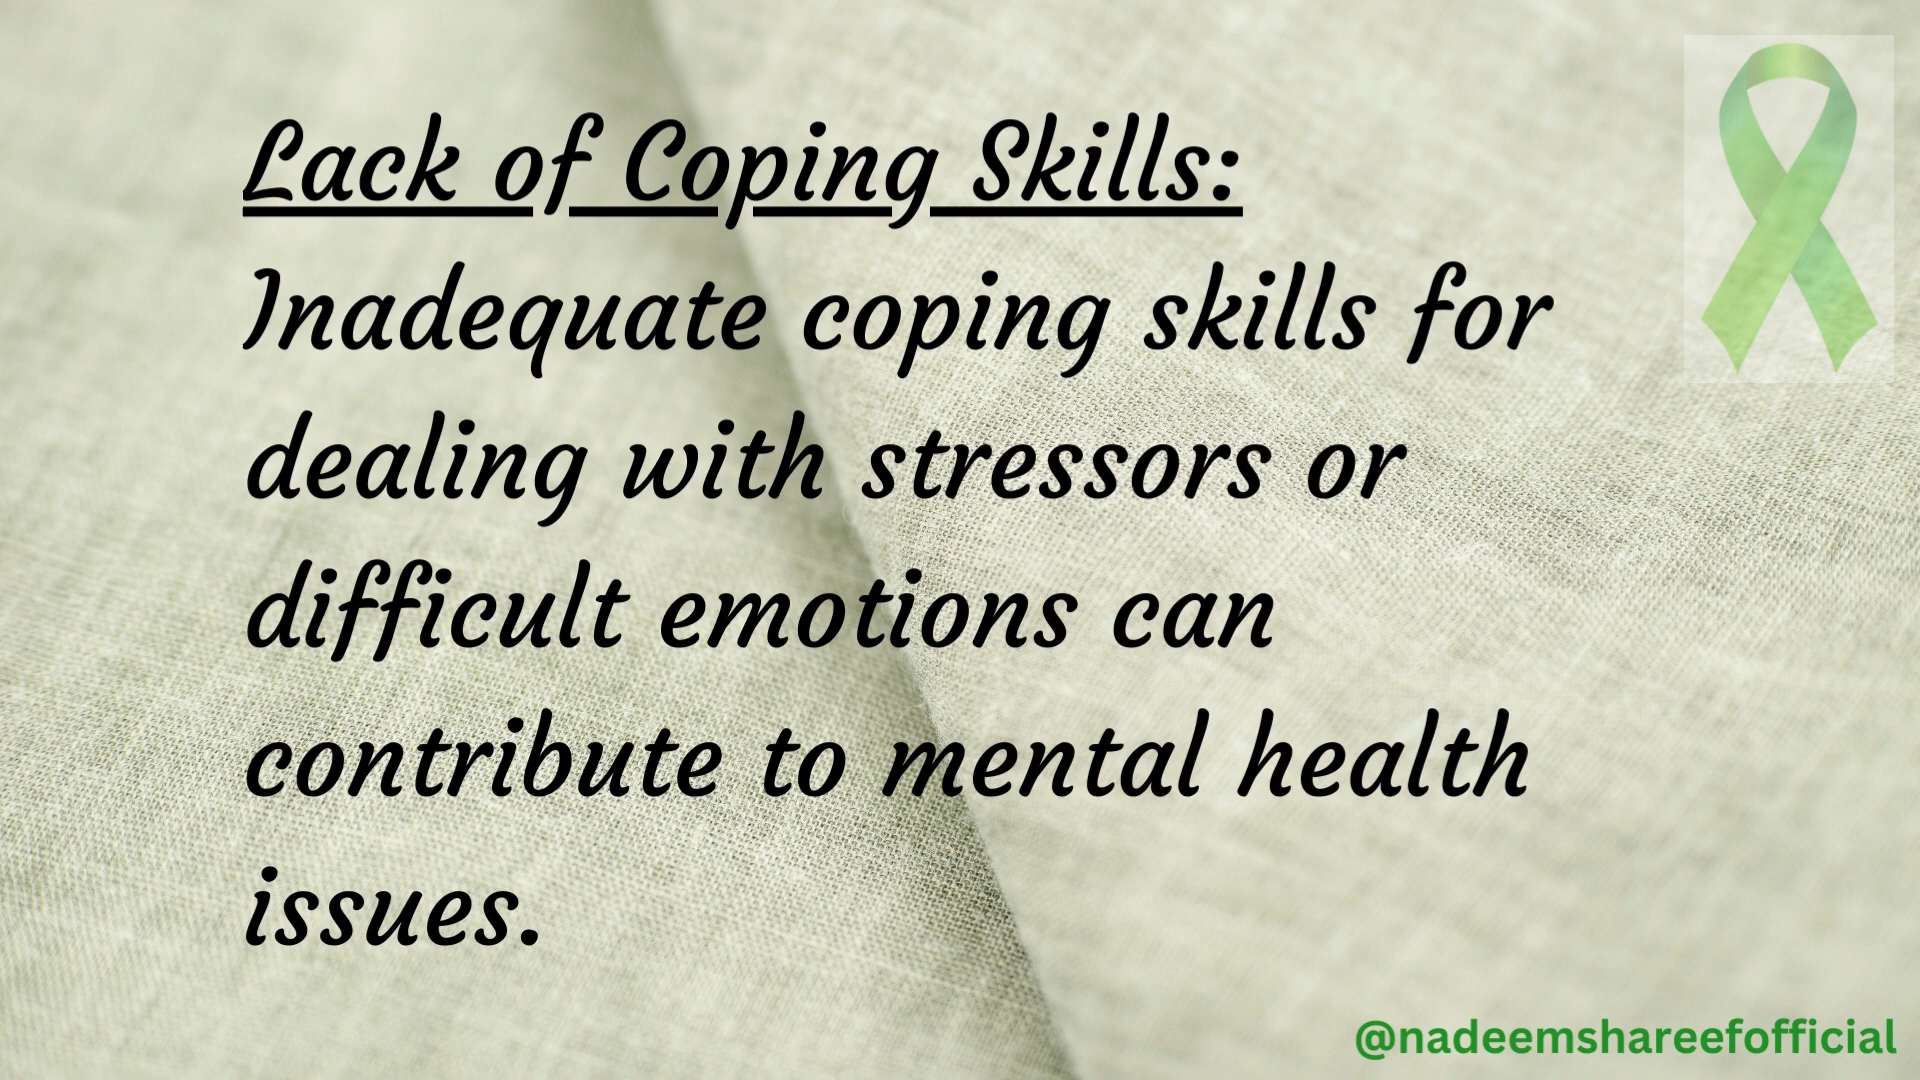 Lack of Coping Skills:
Inadequate coping skills for
dealing with stressors or
difficult emotions can
contribute to mental health
issues.
@nadeemshareefofficial